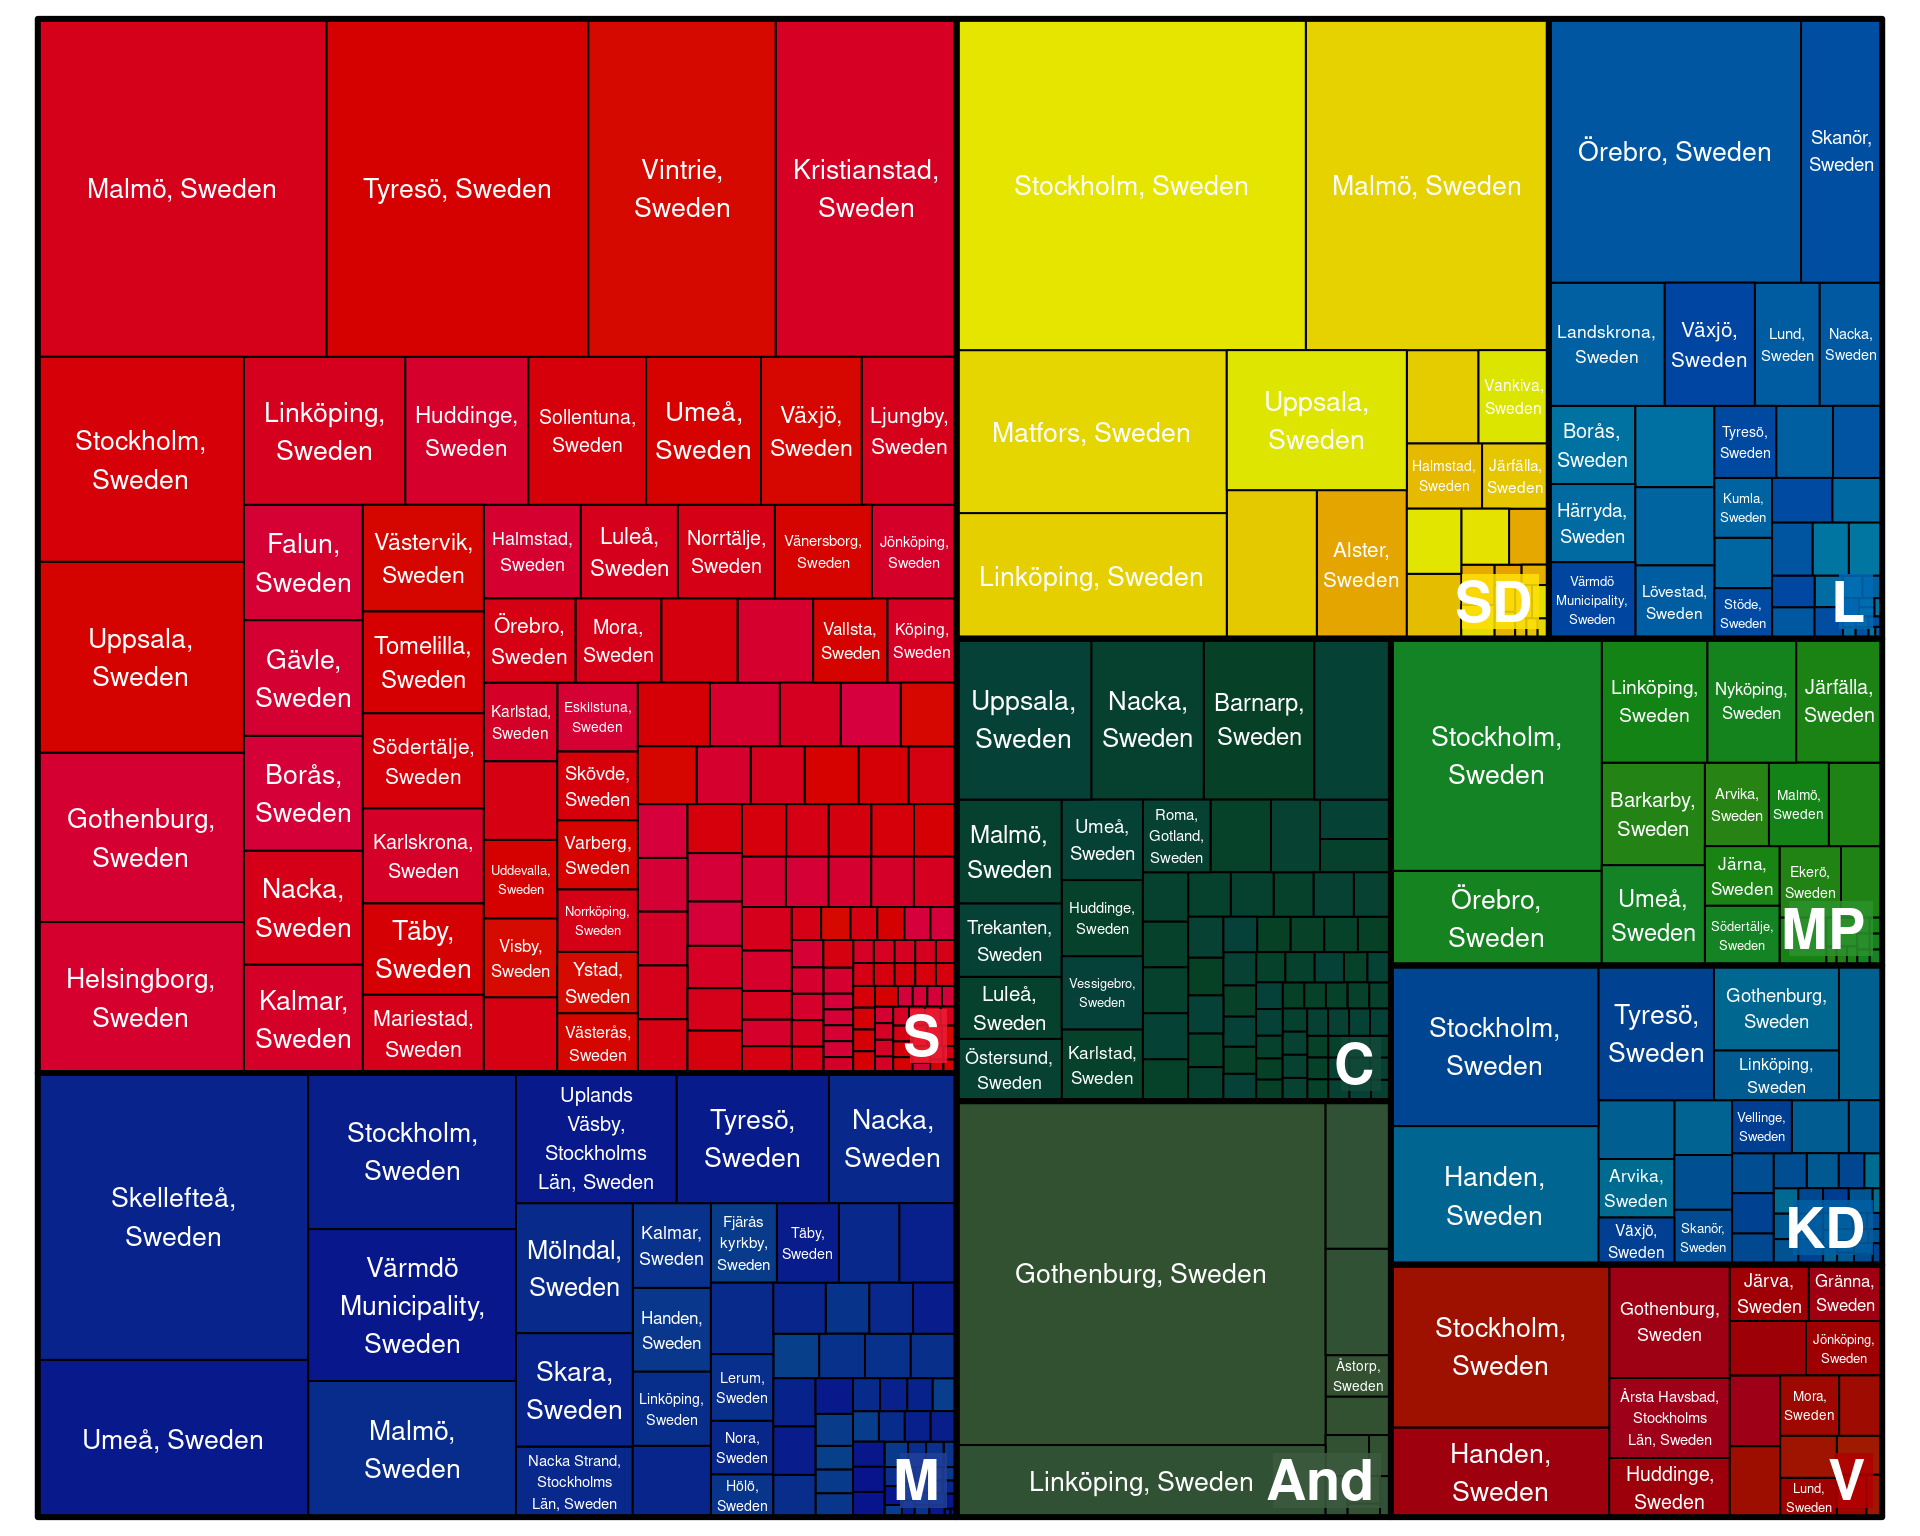 Malmö, Sweden
Tyresö, Sweden
Vintrie,
Sweden
Kristianstad,
Sweden
Stockholm,
Sweden
Uppsala,
Sweden
Gothenburg,
Sweden
Helsingborg,
Sweden
Linköping,
Sweden
Huddinge,
Sweden
Sollentuna,
Sweden
Umeå,
Sweden
Växjö,
Sweden
Ljungby,
Sweden
Falun,
Sweden
Gävle,
Sweden
Borås,
Sweden
Nacka,
Sweden
Kalmar,
Sweden
Västervik,
Sweden
Tomelilla,
Sweden
Södertälje,
Sweden
Karlskrona,
Sweden
Täby,
Sweden
Mariestad,
Sweden
Halmstad,
Sweden
Luleå,
Sweden
Norrtälje,
Sweden
Vänersborg,
Sweden
Jönköping,
Sweden
Örebro,
Sweden
Mora,
Sweden
Vallsta,
Sweden
Köping,
Sweden
Karlstad,
Sweden
Uddevalla,
Sweden
Visby,
Sweden
Eskilstuna,
Sweden
Skövde,
Sweden
Varberg,
Sweden
Norrköping,
Sweden
Ystad,
Sweden
Västerås,
Sweden
S
Skellefteå,
Sweden
Umeå, Sweden
Stockholm,
Sweden
Värmdö
Municipality,
Sweden
Malmö,
Sweden
Uplands
Väsby,
Stockholms
Län, Sweden
Tyresö,
Sweden
Nacka,
Sweden
Mölndal,
Sweden
Skara,
Sweden
Nacka Strand,
Stockholms
Län, Sweden
Kalmar,
Sweden
Handen,
Sweden
Linköping,
Sweden
Fjärås
kyrkby,
Sweden
Täby,
Sweden
Lerum,
Sweden
Nora,
Sweden
Hölö,
Sweden
M
Stockholm, Sweden
Malmö, Sweden
Matfors, Sweden
Linköping, Sweden
Uppsala,
Sweden
Alster,
Sweden
Vankiva,
Sweden
Halmstad,
Sweden
Järfälla,
Sweden
SD
Örebro, Sweden
Skanör,
Sweden
Landskrona,
Sweden
Växjö,
Sweden
Lund,
Sweden
Nacka,
Sweden
Borås,
Sweden
Härryda,
Sweden
Värmdö
Municipality,
Sweden
Lövestad,
Sweden
Tyresö,
Sweden
Kumla,
Sweden
Stöde,
Sweden
L
Uppsala,
Sweden
Nacka,
Sweden
Barnarp,
Sweden
Malmö,
Sweden
Trekanten,
Sweden
Luleå,
Sweden
Östersund,
Sweden
Umeå,
Sweden
Huddinge,
Sweden
Vessigebro,
Sweden
Karlstad,
Sweden
Roma,
Gotland,
Sweden
C
Gothenburg, Sweden
Linköping, Sweden
Åstorp,
Sweden
And
Stockholm,
Sweden
Örebro,
Sweden
Linköping,
Sweden
Nyköping,
Sweden
Järfälla,
Sweden
Barkarby,
Sweden
Umeå,
Sweden
Arvika,
Sweden
Malmö,
Sweden
Järna,
Sweden
Södertälje,
Sweden
Ekerö,
Sweden
MP
Stockholm,
Sweden
Handen,
Sweden
Tyresö,
Sweden
Gothenburg,
Sweden
Linköping,
Sweden
Arvika,
Sweden
Växjö,
Sweden
Vellinge,
Sweden
Skanör,
Sweden
KD
Stockholm,
Sweden
Handen,
Sweden
Gothenburg,
Sweden
Årsta Havsbad,
Stockholms
Län, Sweden
Huddinge,
Sweden
Järva,
Sweden
Gränna,
Sweden
Jönköping,
Sweden
Mora,
Sweden
Lund,
Sweden
V